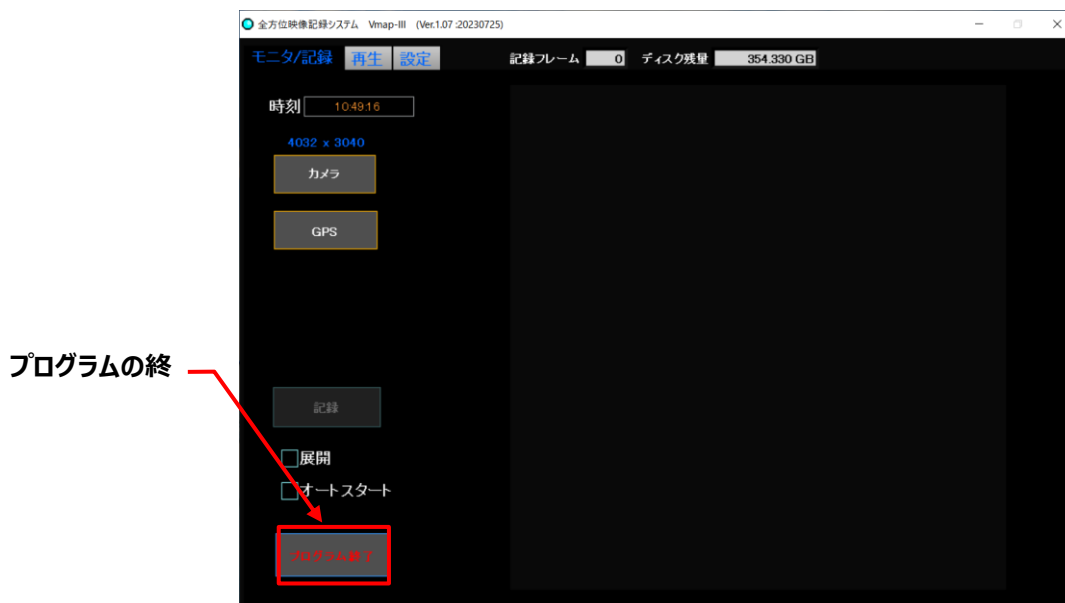 全方位映像記録システム Vmap-III (Ver.1.07 :20230725)
モニタ/記録 再生 設定 記録フレーム 0 ディスク残量 354.330 GB
時刻 10:49:16
4032 x 3040
カメラ
GPS
プログラムの終
記録
展開
オートスタート
プログラム終了